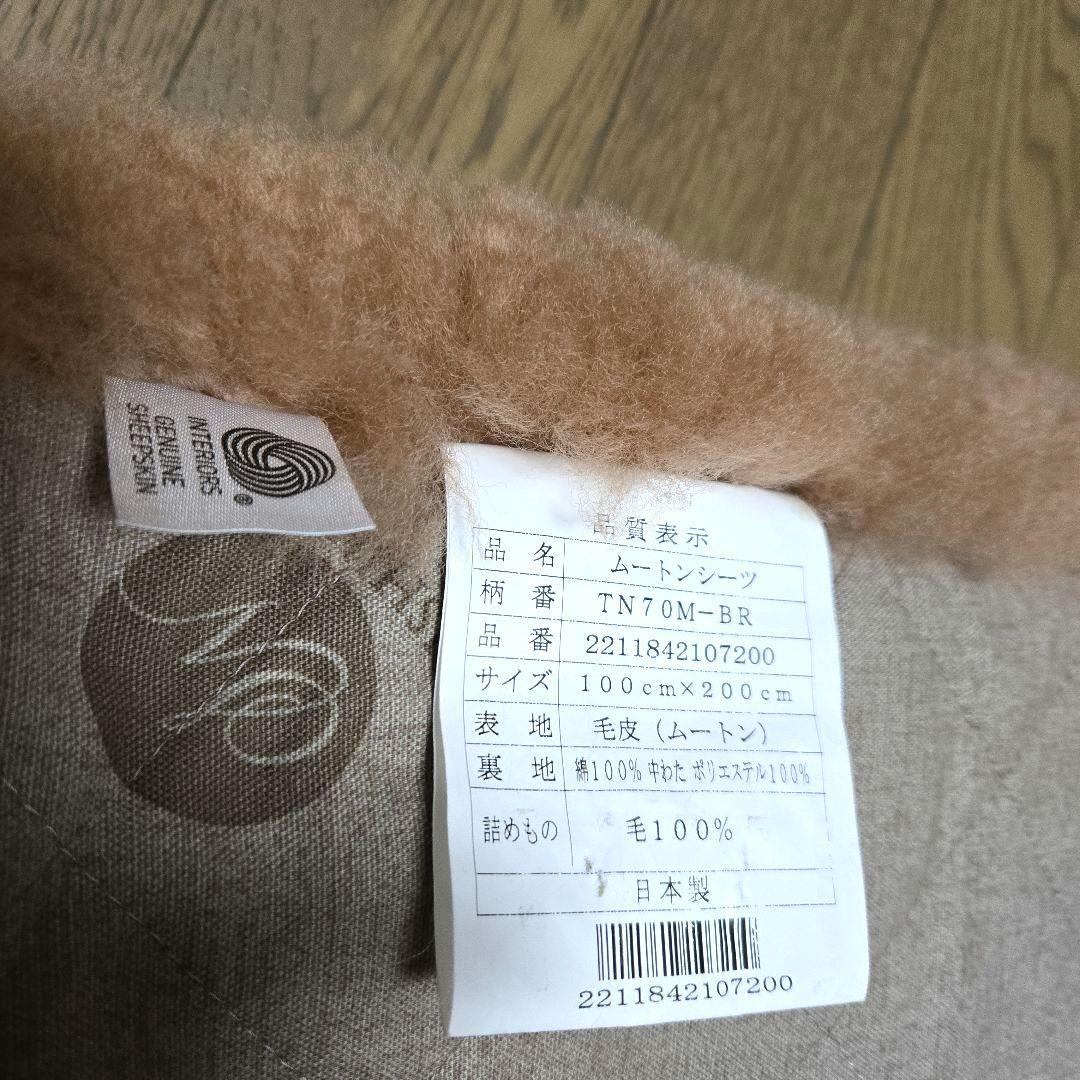 INTERIORS
GENUINE
SHEEPSKIN
®
品質表示
品名 ムートンシーツ
柄番 TN70M-BR
品番 2211842107200
サイズ 100cm×200cm
表地 毛皮（ムートン）
裏地 綿100% 中わた ポリエステル100%
詰めもの 毛100%
日本製
2211842107200